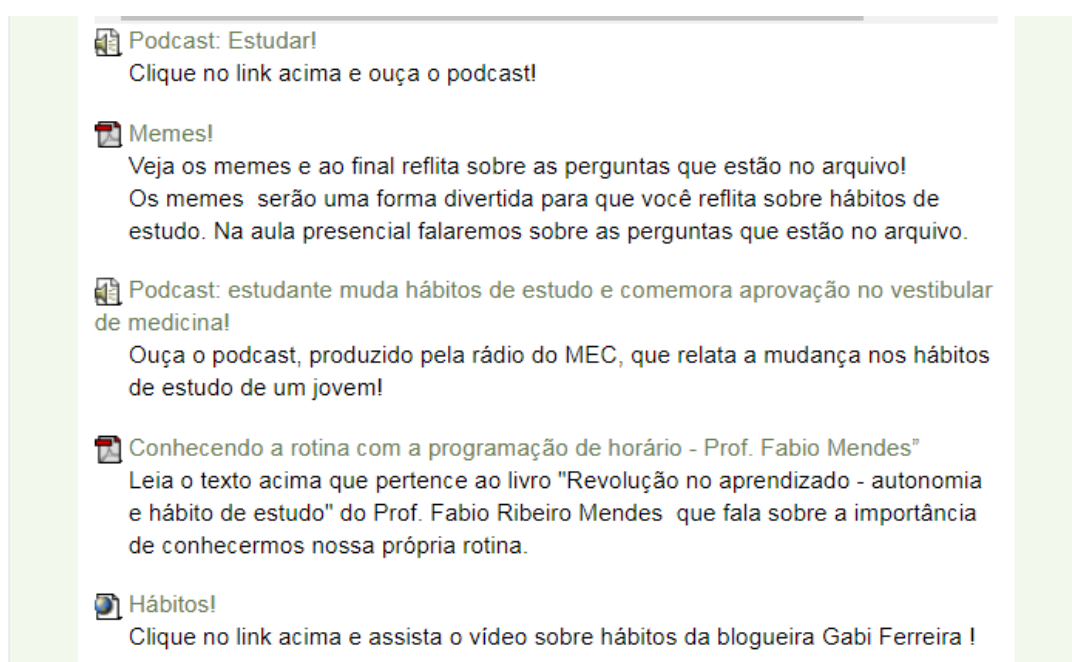 Podcast: Estudar!
Clique no link acima e ouça o podcast!
Memes!
Veja os memes e ao final reflita sobre as perguntas que estão no arquivo!
Os memes  serão uma forma divertida para que você reflita sobre hábitos de
estudo. Na aula presencial falaremos sobre as perguntas que estão no arquivo.
Podcast: estudante muda hábitos de estudo e comemora aprovação no vestibular
de medicina!
Ouça o podcast, produzido pela rádio do MEC, que relata a mudança nos hábitos
de estudo de um jovem!
Conhecendo a rotina com a programação de horário - Prof. Fabio Mendes”
Leia o texto acima que pertence ao livro "Revolução no aprendizado - autonomia
e hábito de estudo" do Prof. Fabio Ribeiro Mendes  que fala sobre a importância
de conhecermos nossa própria rotina.
Hábitos!
Clique no link acima e assista o vídeo sobre hábitos da blogueira Gabi Ferreira !